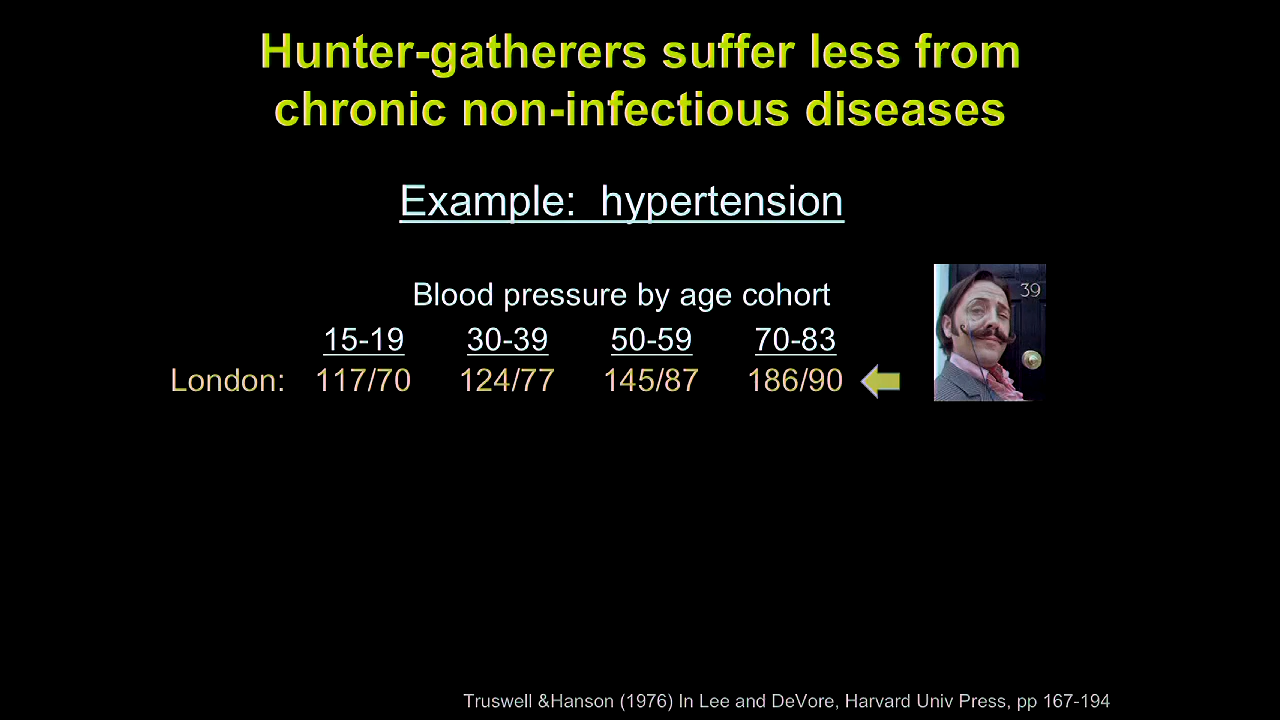 Hunter-gatherers suffer less from
chronic non-infectious diseases
Example: hypertension
Blood pressure by age cohort
15-19 30-39 50-59 70-83
London: 117/70 124/77 145/87 186/90
39
Truswell &Hanson (1976) In Lee and DeVore, Harvard Univ Press, pp 167-194